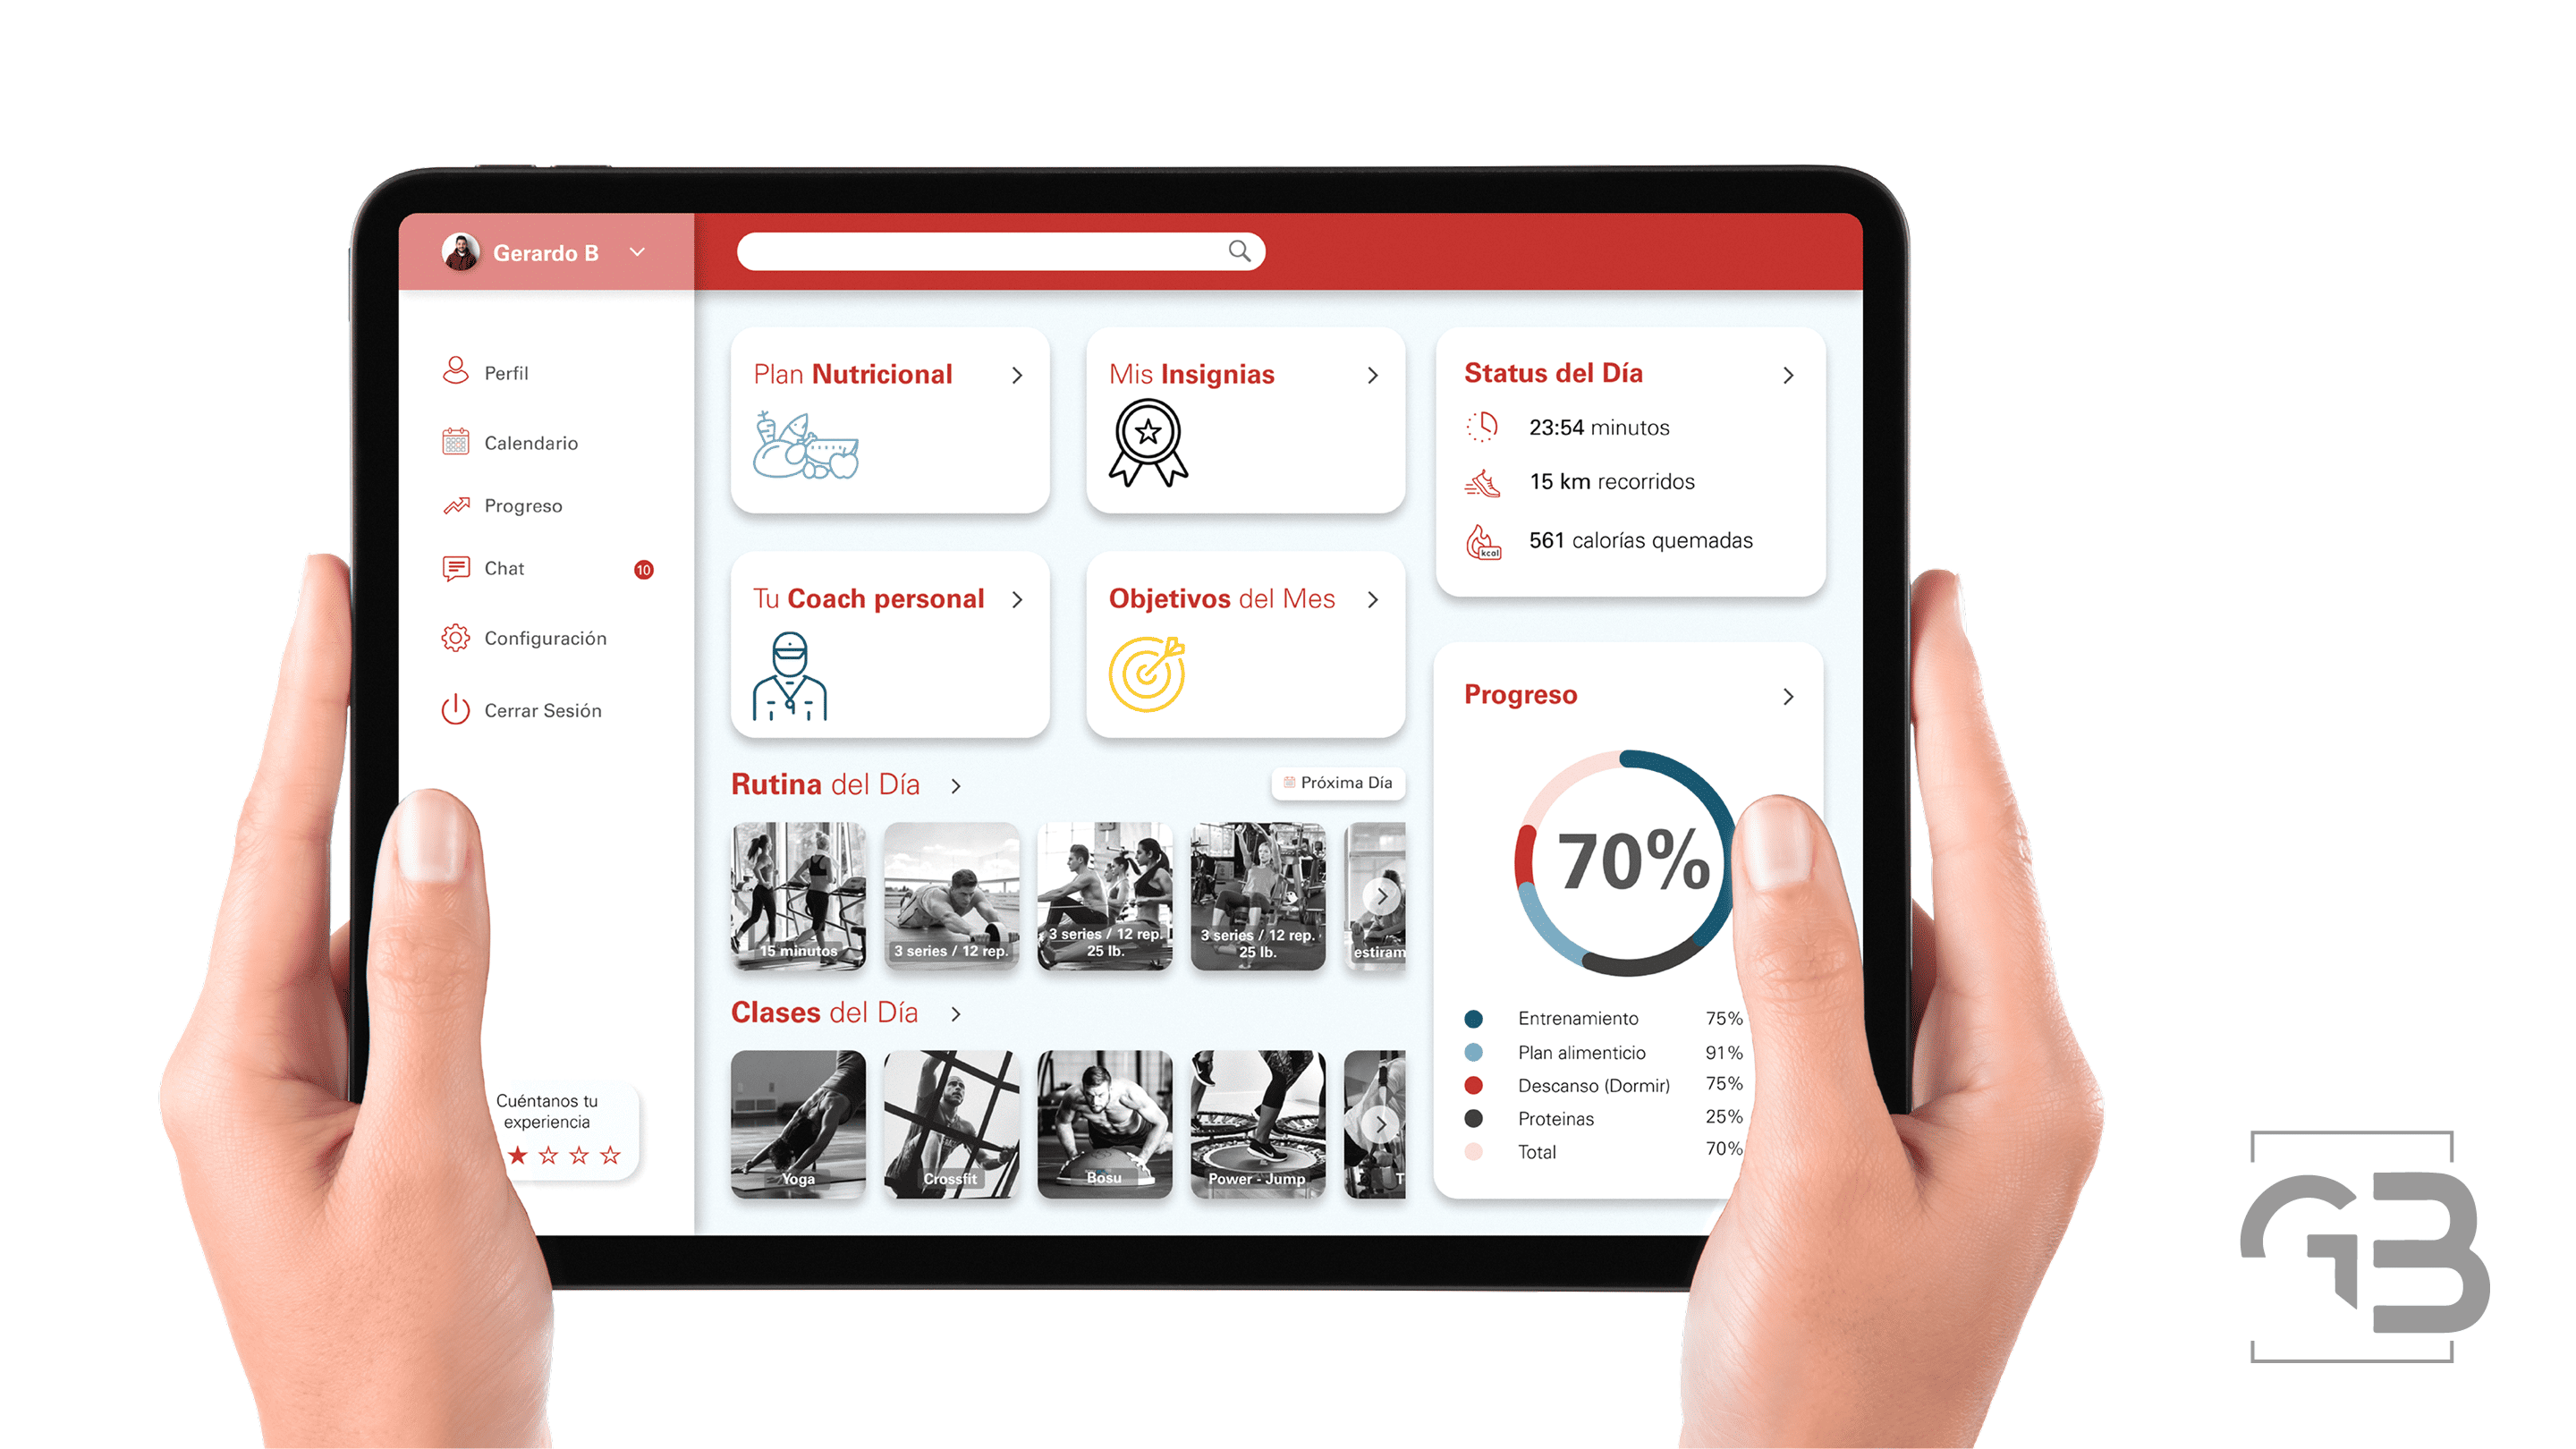 Gerardo B
Perfil
Calendario
Progreso
Chat
10
Configuración
Cerrar Sesión
Cuéntanos tu
experiencia
Plan Nutricional
Mis Insignias
Tu Coach personal
Objetivos del Mes
Rutina del Día
Próxima Día
15 minutos
3 series / 12 rep.
3 series / 12 rep.
25 lb.
3 series / 12 rep.
25 lb.
estiram
Clases del Día
Yoga
Crossfit
Bosu
Power - Jump
T
Status del Día
23:54 minutos
15 km recorridos
kcal
561 calorías quemadas
Progreso
70%
Entrenamiento 75%
Plan alimenticio 91%
Descanso (Dormir) 75%
Proteinas 25%
Total 70%
GB